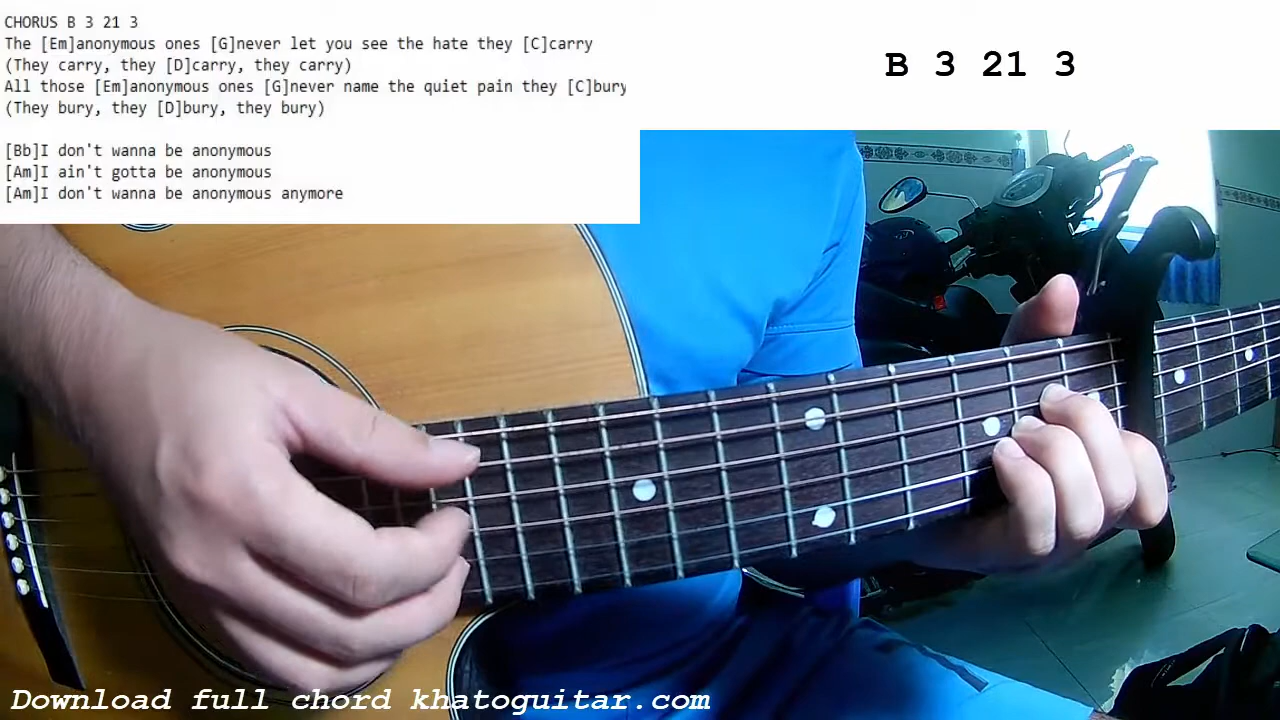 CHORUS B 3 21 3
The [Em]anonymous ones [G]never let you see the hate they [C]carry
(They carry, they [D]carry, they carry)
All those [Em]anonymous ones [G]never name the quiet pain they [C]bury
(They bury, they [D]bury, they bury)
[Bb]I don't wanna be anonymous
[Am]I ain't gotta be anonymous
[Am]I don't wanna be anonymous anymore
B 3 21 3
Download full chord khatoguitar.com